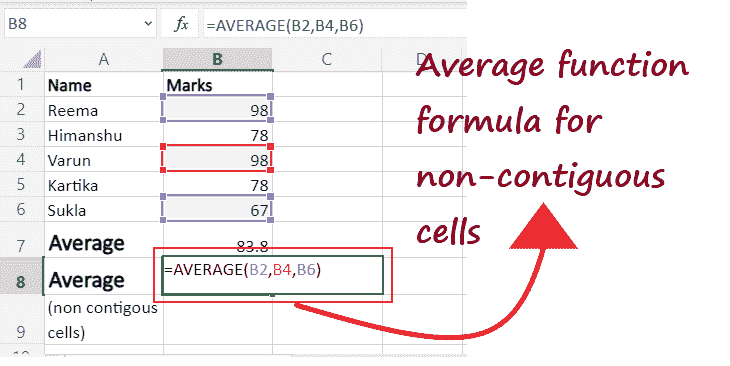 B8 fx =AVERAGE(B2,B4,B6)
A B C D
1 Name Marks
2 Reema 98
3 Himanshu 78
4 Varun 98
5 Kartika 78
6 Sukla 67
7 Average 83.8
8 Average =AVERAGE(B2,B4,B6)
(non contigous
9 cells)
10
Average function
formula for
non-contiguous
cells